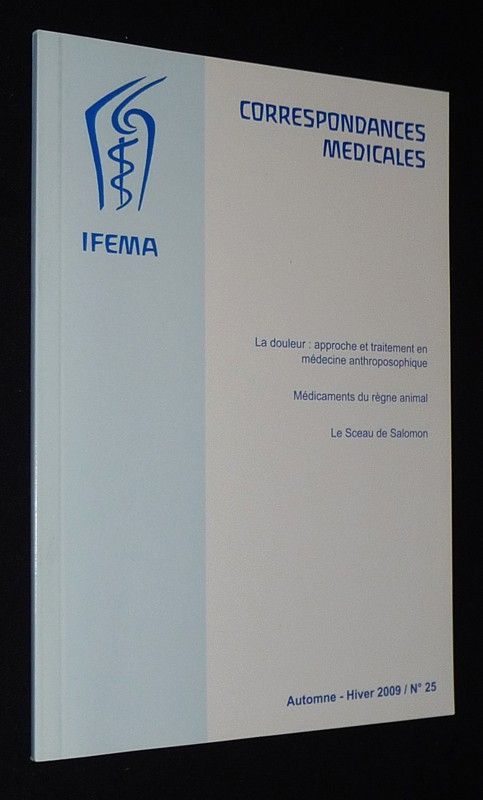 CORRESPONDANCES
MEDICALES
IFEMA
La douleur : approche et traitement en
médecine anthroposophique
Médicaments du règne animal
Le Sceau de Salomon
Automne - Hiver 2009 / N° 25